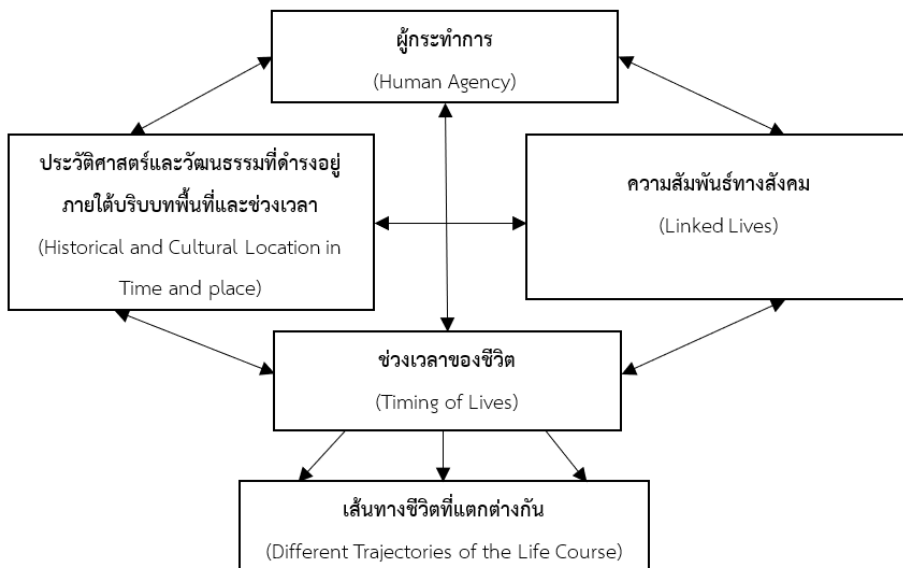 ผู้กระทำการ
(Human Agency)
ประวัติศาสตร์และวัฒนธรรมที่ดำรงอยู่
ภายใต้บริบบทพื้นที่และช่วงเวลา
(Historical and Cultural Location in
Time and place)
ความสัมพันธ์ทางสังคม
(Linked Lives)
ช่วงเวลาของชีวิต
(Timing of Lives)
เส้นทางชีวิตที่แตกต่างกัน
(Different Trajectories of the Life Course)